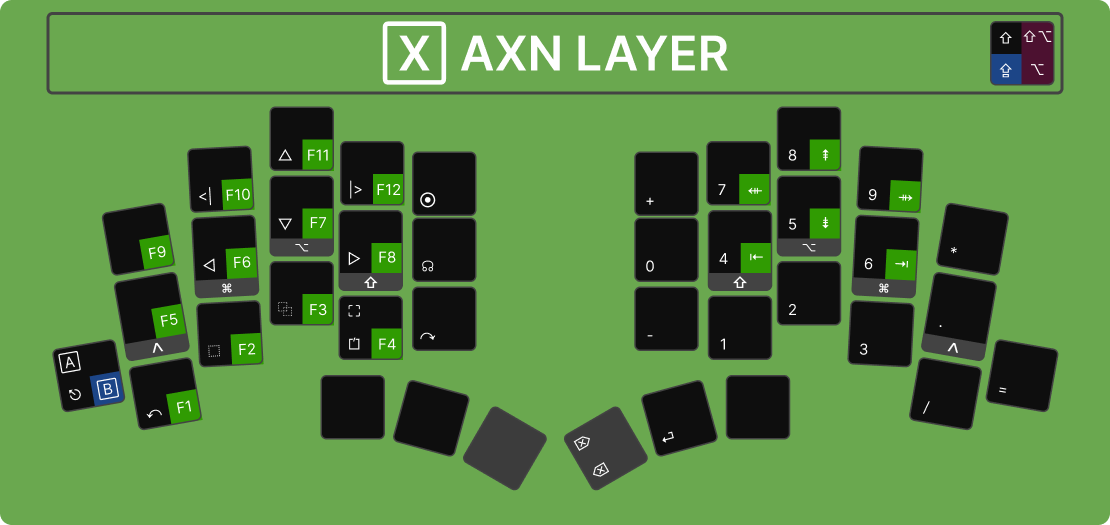 X AXN LAYER
⇧ ⇧⌥
⌥
F11
8
F12
7
F10
9
F9
F7
5
⌥
⌥
F6
⌘
F8
⇧
0
4
⇧
6
⌘
+
*
F5
^
F3
2
.
^
F2
F4
-
1
3
A
B
F1
/
=